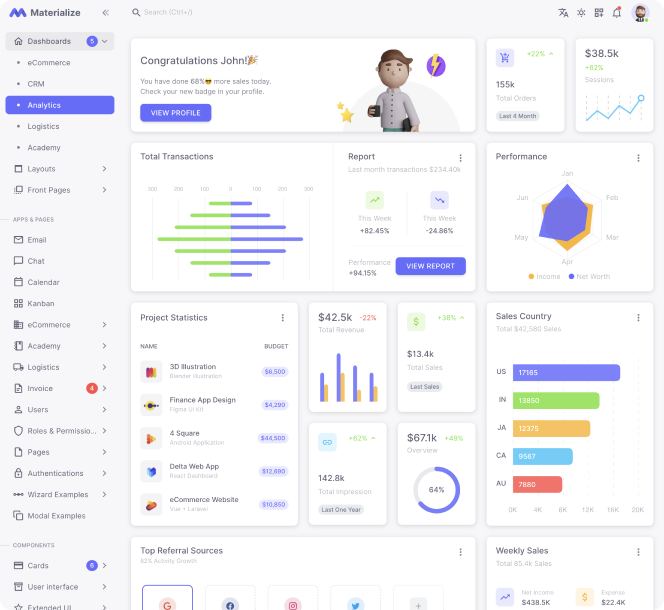 Materialize
Search (Ctrl+/)
Dashboards
5
eCommerce
CRM
Analytics
Logistics
Academy
Layouts
Front Pages
APPS & PAGES
Email
Chat
Calendar
Kanban
eCommerce
Academy
Logistics
Invoice
4
Users
Roles & Permissio...
Pages
Authentications
Wizard Examples
Modal Examples
COMPONENTS
Cards
6
User interface
Extended UI
Congratulations John!🎉
You have done 68%😎 more sales today.
Check your new badge in your profile.
VIEW PROFILE
+22%
155k
Total Orders
Last 4 Month
$38.5k
+62%
Sessions
Total Transactions
300 200 100 0 100 200 300
Report
Last month transactions $234.40k
This Week
+82.45%
This Week
-24.86%
Performance
+94.15%
VIEW REPORT
Performance
Jan
Feb
Mar
Apr
May
Jun
Income
Net Worth
Project Statistics
NAME BUDGET
3D Illustration
Blender Illustration
$6,500
Finance App Design
Figma UI Kit
$4,290
4 Square
Android Application
$44,500
Delta Web App
React Dashboard
$12,690
eCommerce Website
Vue + Laravel
$10,850
$42.5k -22%
Total Revenue
+38%
$13.4k
Total Sales
Last Sales
+62%
142.8k
Total Impression
Last One Year
$67.1k +49%
Overview
64%
Sales Country
Total $42,580 Sales
US 17165
IN 13850
JA 12375
CA 9567
AU 7880
0K 4K 8K 12K 16K 20K
Top Referral Sources
82% Activity Growth
Weekly Sales
Total 85.4k Sales
Net Income
$438.5K
Expense
$22.4K